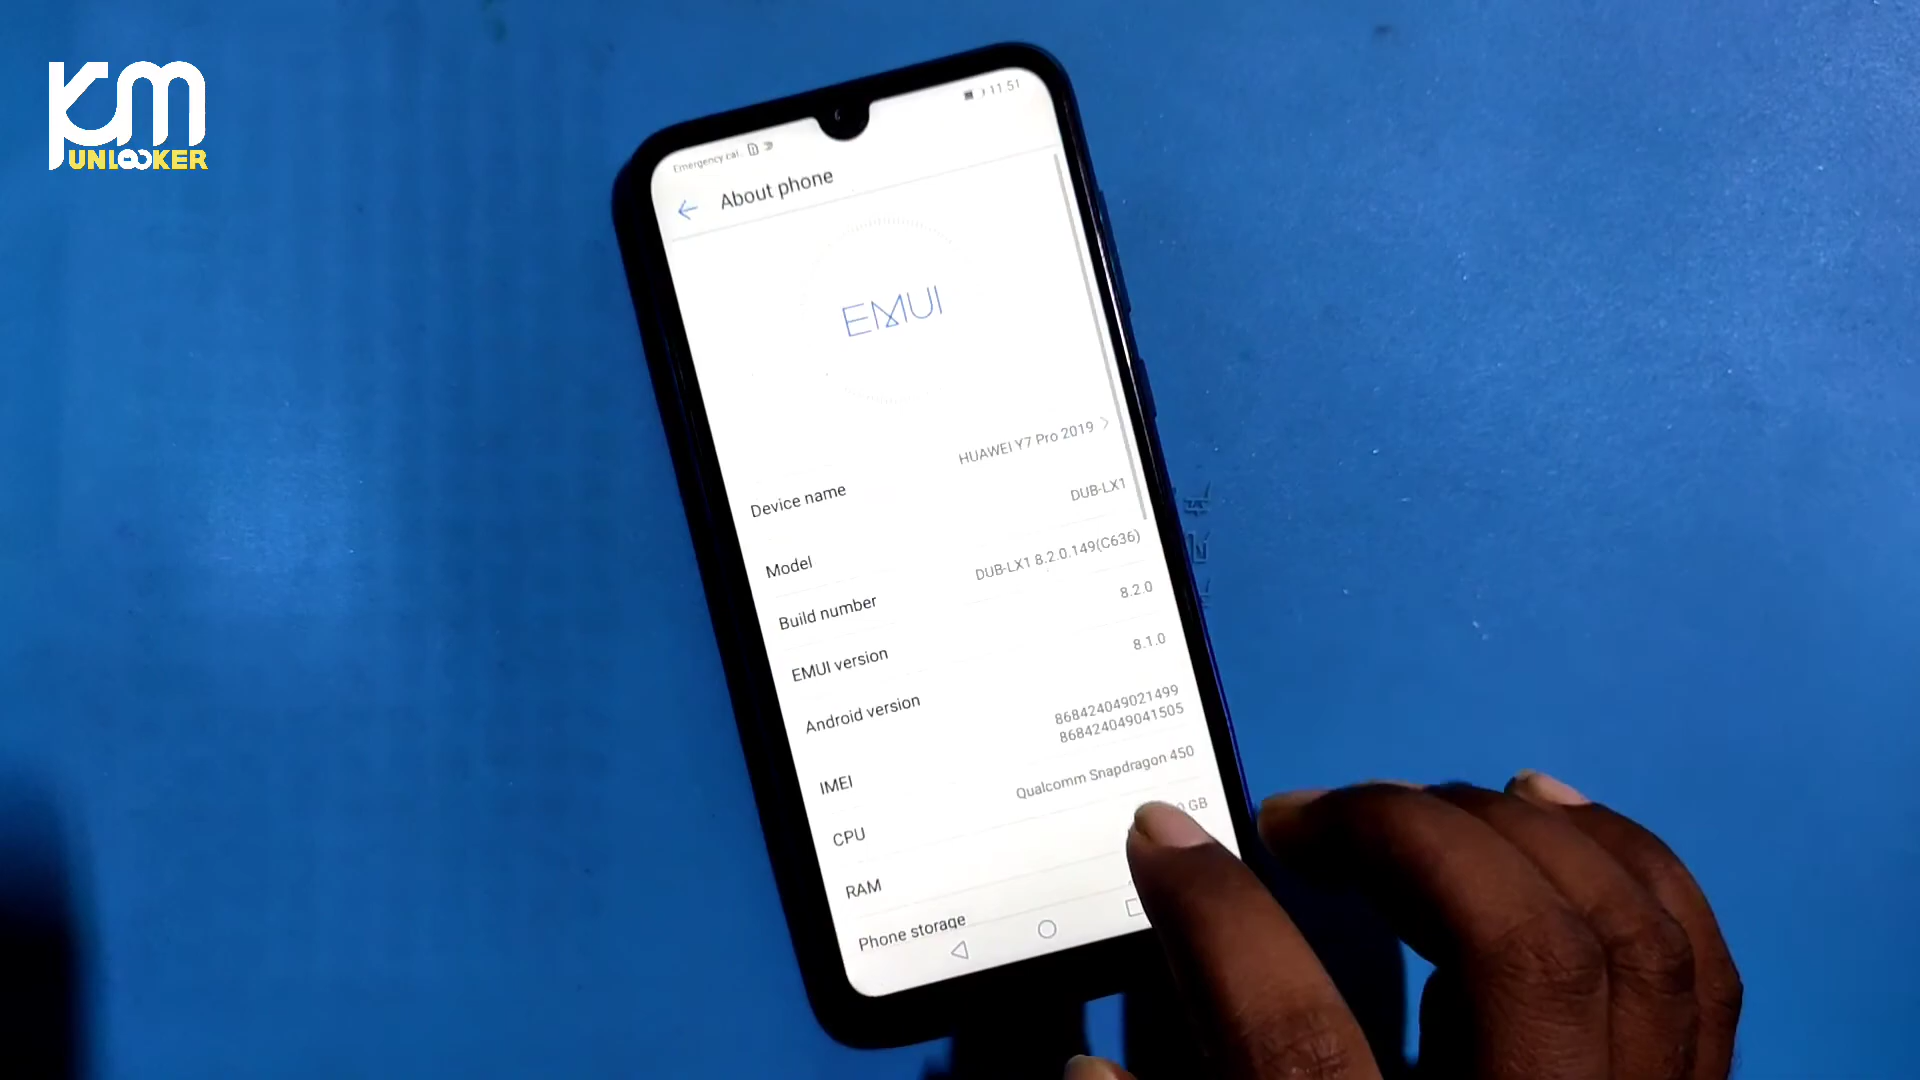 KM
UNLOOKER
11:51
Emergency cal
About phone
EMUI
Device name HUAWEI Y7 Pro 2019
Model DUB-LX1
Build number DUB-LX1 8.2.0.149(C636)
EMUI version 8.2.0
Android version 8.1.0
IMEI 868424049021499
868424049041505
CPU Qualcomm Snapdragon 450
RAM GB
Phone storage